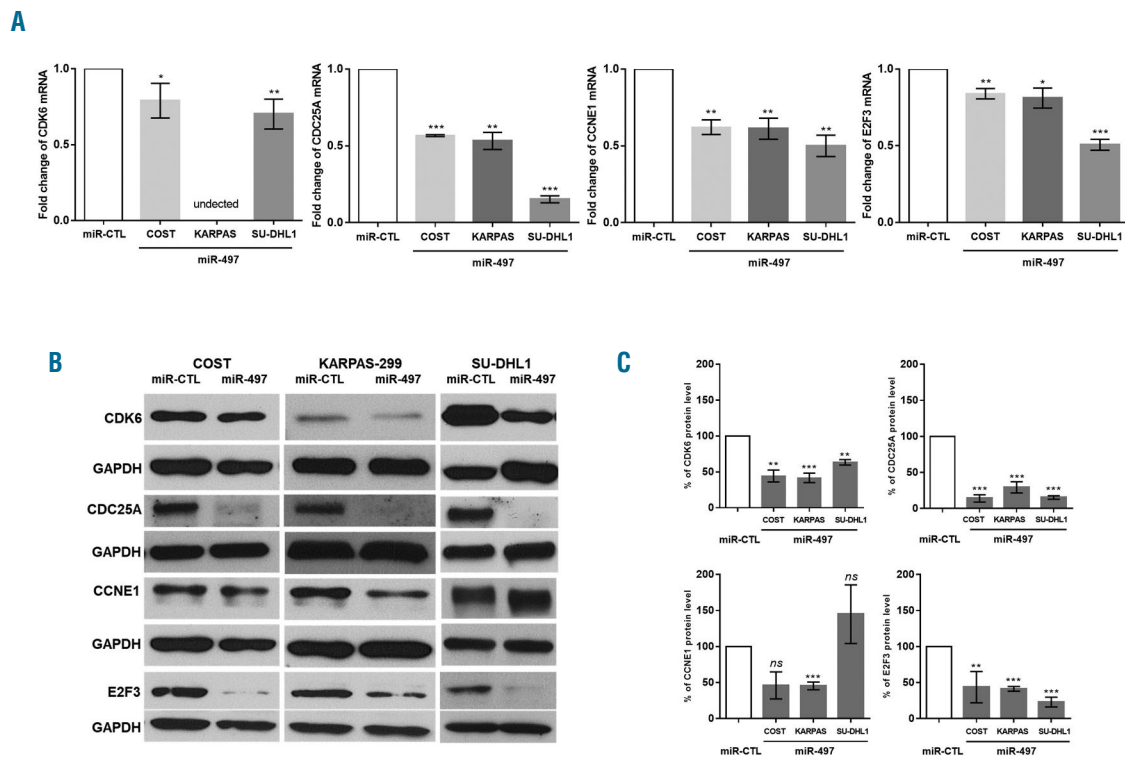 A
Fold change of CDK6 mRNA
1.0
0.5
0.0
*
**
undected
miR-CTL COST KARPAS SU-DHL1
miR-497
Fold change of CDC25A mRNA
1.0
0.5
0.0
***
**
***
miR-CTL COST KARPAS SU-DHL1
miR-497
Fold change of CCNE1 mRNA
1.0
0.5
0.0
**
**
**
miR-CTL COST KARPAS SU-DHL1
miR-497
Fold change of E2F3 mRNA
1.0
0.5
0.0
**
*
***
miR-CTL COST KARPAS SU-DHL1
miR-497
B
COST KARPAS-299 SU-DHL1
miR-CTL miR-497 miR-CTL miR-497 miR-CTL miR-497
CDK6
GAPDH
CDC25A
GAPDH
CCNE1
GAPDH
E2F3
GAPDH
C
% of CDK6 protein level
200
150
100
50
0
**
***
**
COST KARPAS SU-DHL1
miR-CTL miR-497
% of CDC25A protein level
200
150
100
50
0
***
***
***
COST KARPAS SU-DHL1
miR-CTL miR-497
% of CCNE1 protein level
200
150
100
50
0
ns
***
ns
COST KARPAS SU-DHL1
miR-CTL miR-497
% of E2F3 protein level
200
150
100
50
0
**
***
***
COST KARPAS SU-DHL1
miR-CTL miR-497